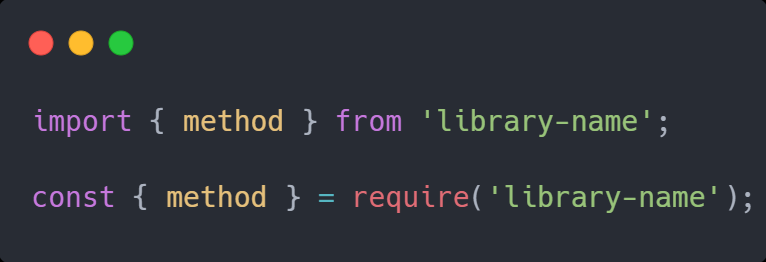 import { method } from 'library-name';
const { method } = require('library-name');